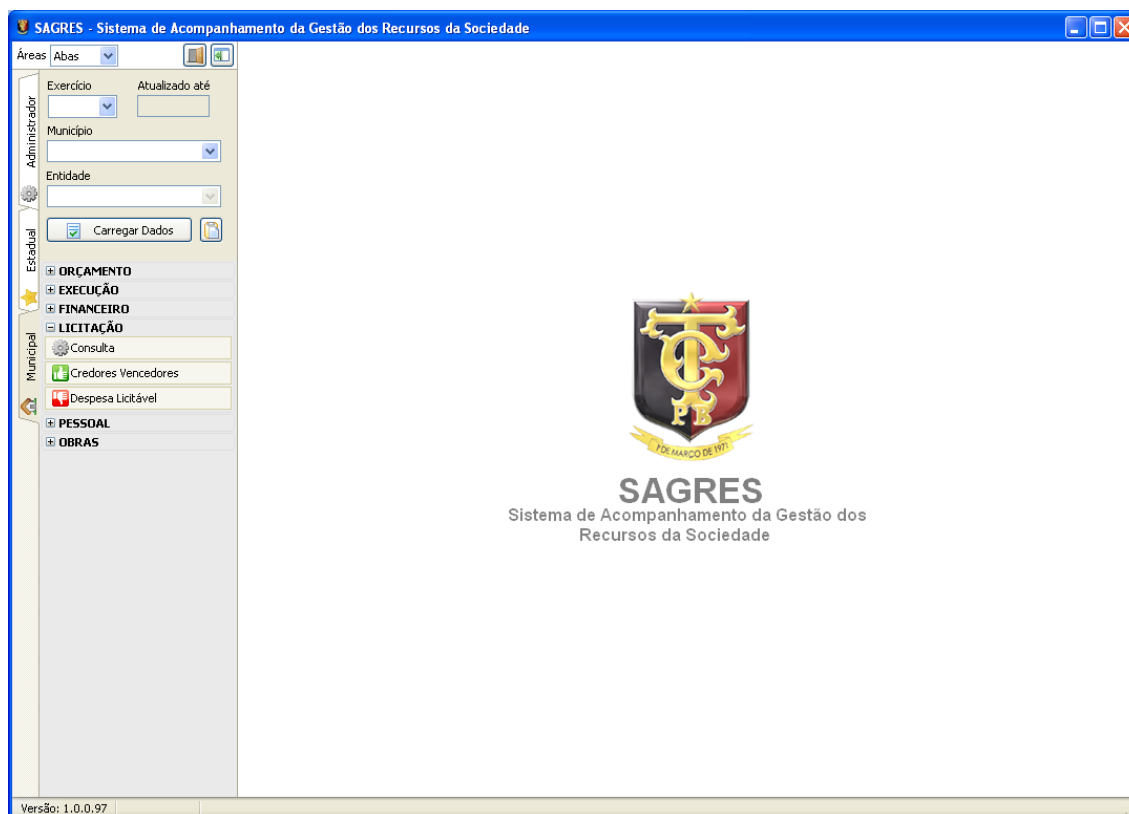 SAGRES - Sistema de Acompanhamento da Gestão dos Recursos da Sociedade
Áreas Abas
Administrador
Estadual
Municipal
Exercício Atualizado até
Município
Entidade
Carregar Dados
ORÇAMENTO
EXECUÇÃO
FINANCEIRO
LICITAÇÃO
Consulta
Credores Vencedores
Despesa Licitável
PESSOAL
OBRAS
TC
PB
1º DE MARÇO DE 1971
SAGRES
Sistema de Acompanhamento da Gestão dos
Recursos da Sociedade
Versão: 1.0.0.97